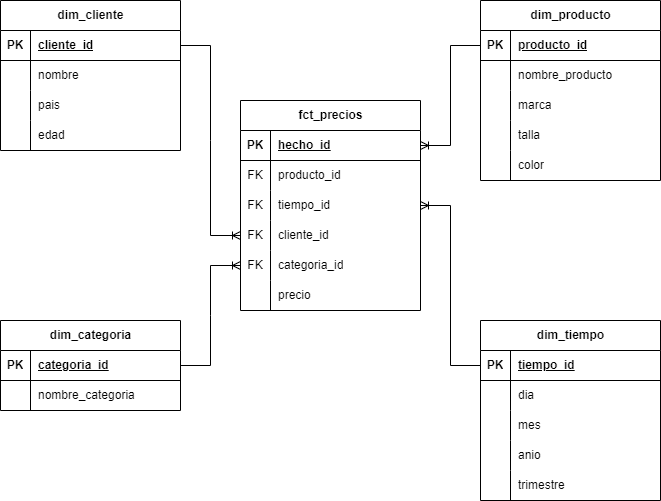 dim_cliente
PK cliente_id
nombre
pais
edad
dim_producto
PK producto_id
nombre_producto
marca
talla
color
fct_precios
PK hecho_id
FK producto_id
FK tiempo_id
FK cliente_id
FK categoria_id
precio
dim_categoria
PK categoria_id
nombre_categoria
dim_tiempo
PK tiempo_id
dia
mes
anio
trimestre